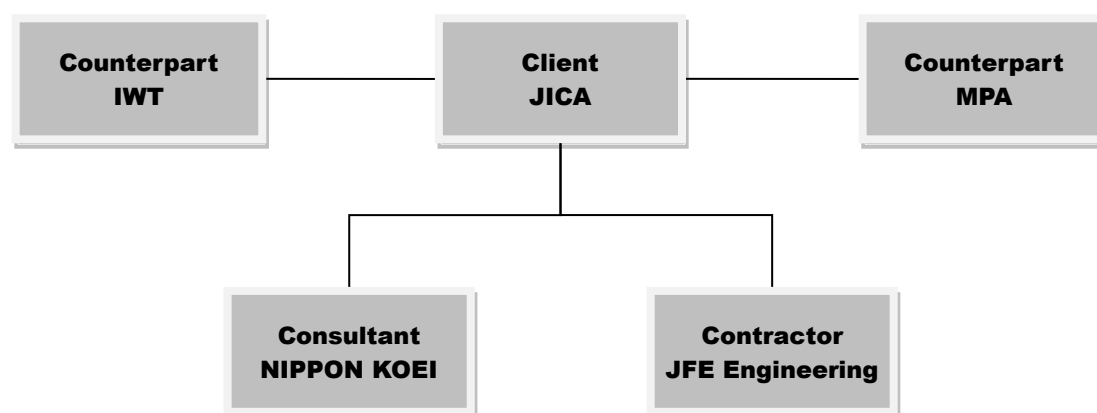 Counterpart
IWT
Client
JICA
Counterpart
MPA
Consultant
NIPPON KOEI
Contractor
JFE Engineering